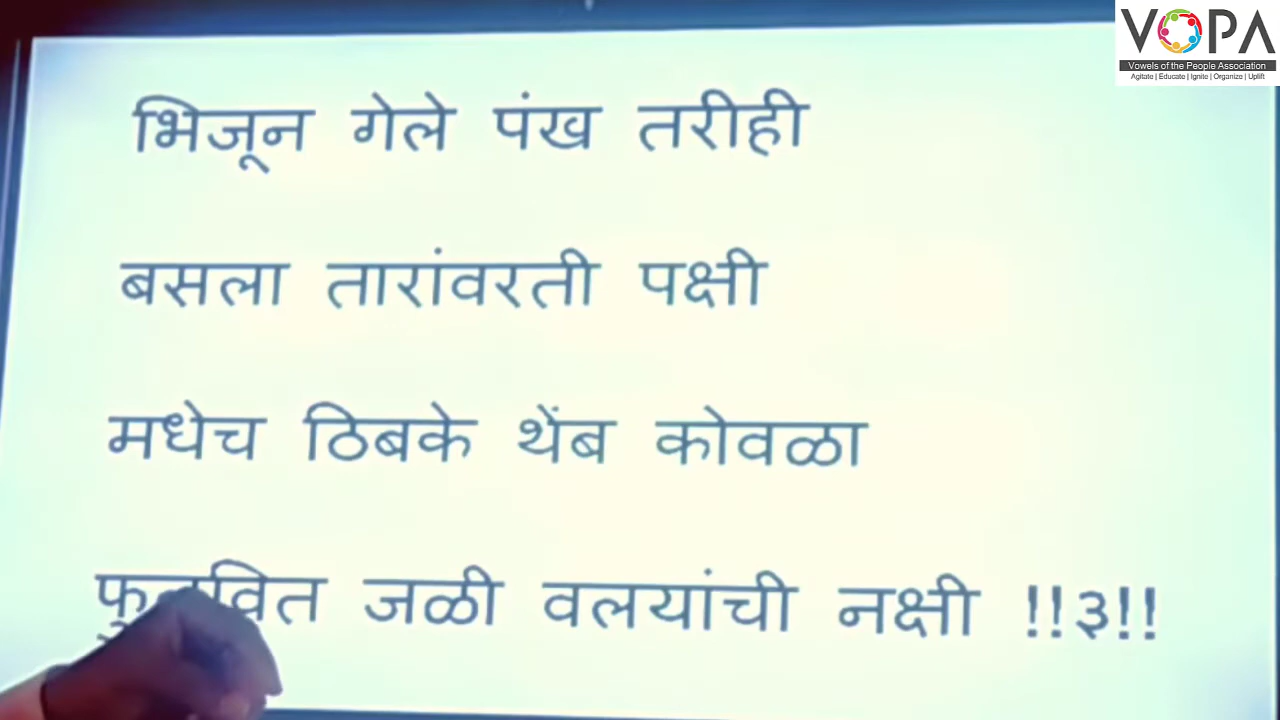 VOPA
Vowels of the People Association
Agitate | Educate | Ignite | Organize | Uplift
भिजून गेले पंख तरीही
बसला तारांवरती पक्षी
मधेच ठिबके थेंब कोवळा
जळी वलयांची नक्षी !!३!!